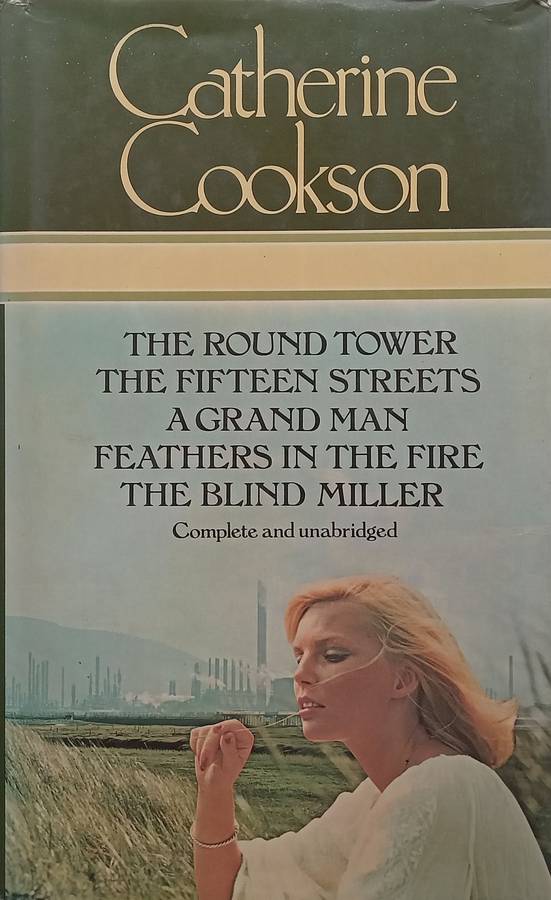 Catherine
Cookson
THE ROUND TOWER
THE FIFTEEN STREETS
A GRAND MAN
FEATHERS IN THE FIRE
THE BLIND MILLER
Complete and unabridged